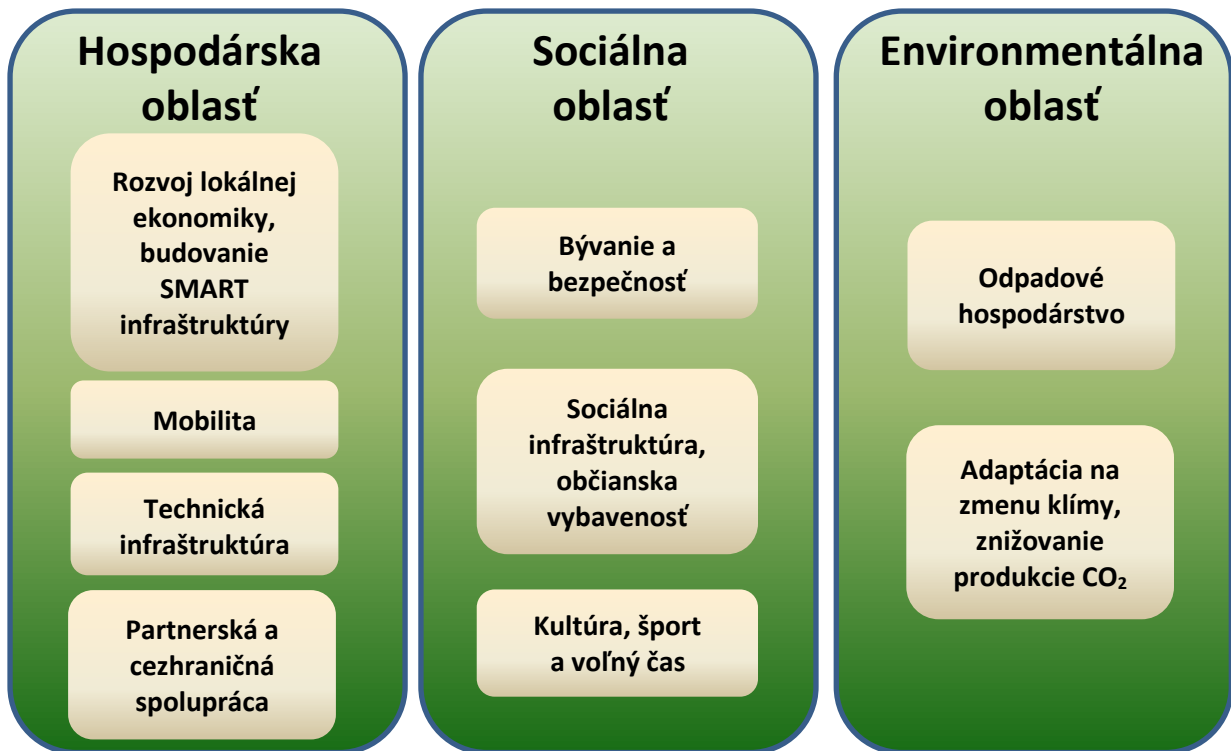 Hospodárska
oblasť
Rozvoj lokálnej
ekonomiky,
budovanie
SMART
infraštruktúry
Mobilita
Technická
infraštruktúra
Partnerská a
cezhraničná
spolupráca
Sociálna
oblasť
Bývanie a
bezpečnosť
Sociálna
infraštruktúra,
občianska
vybavenosť
Kultúra, šport
a voľný čas
Environmentálna
oblasť
Odpadové
hospodárstvo
Adaptácia na
zmenu klímy,
znižovanie
produkcie CO₂